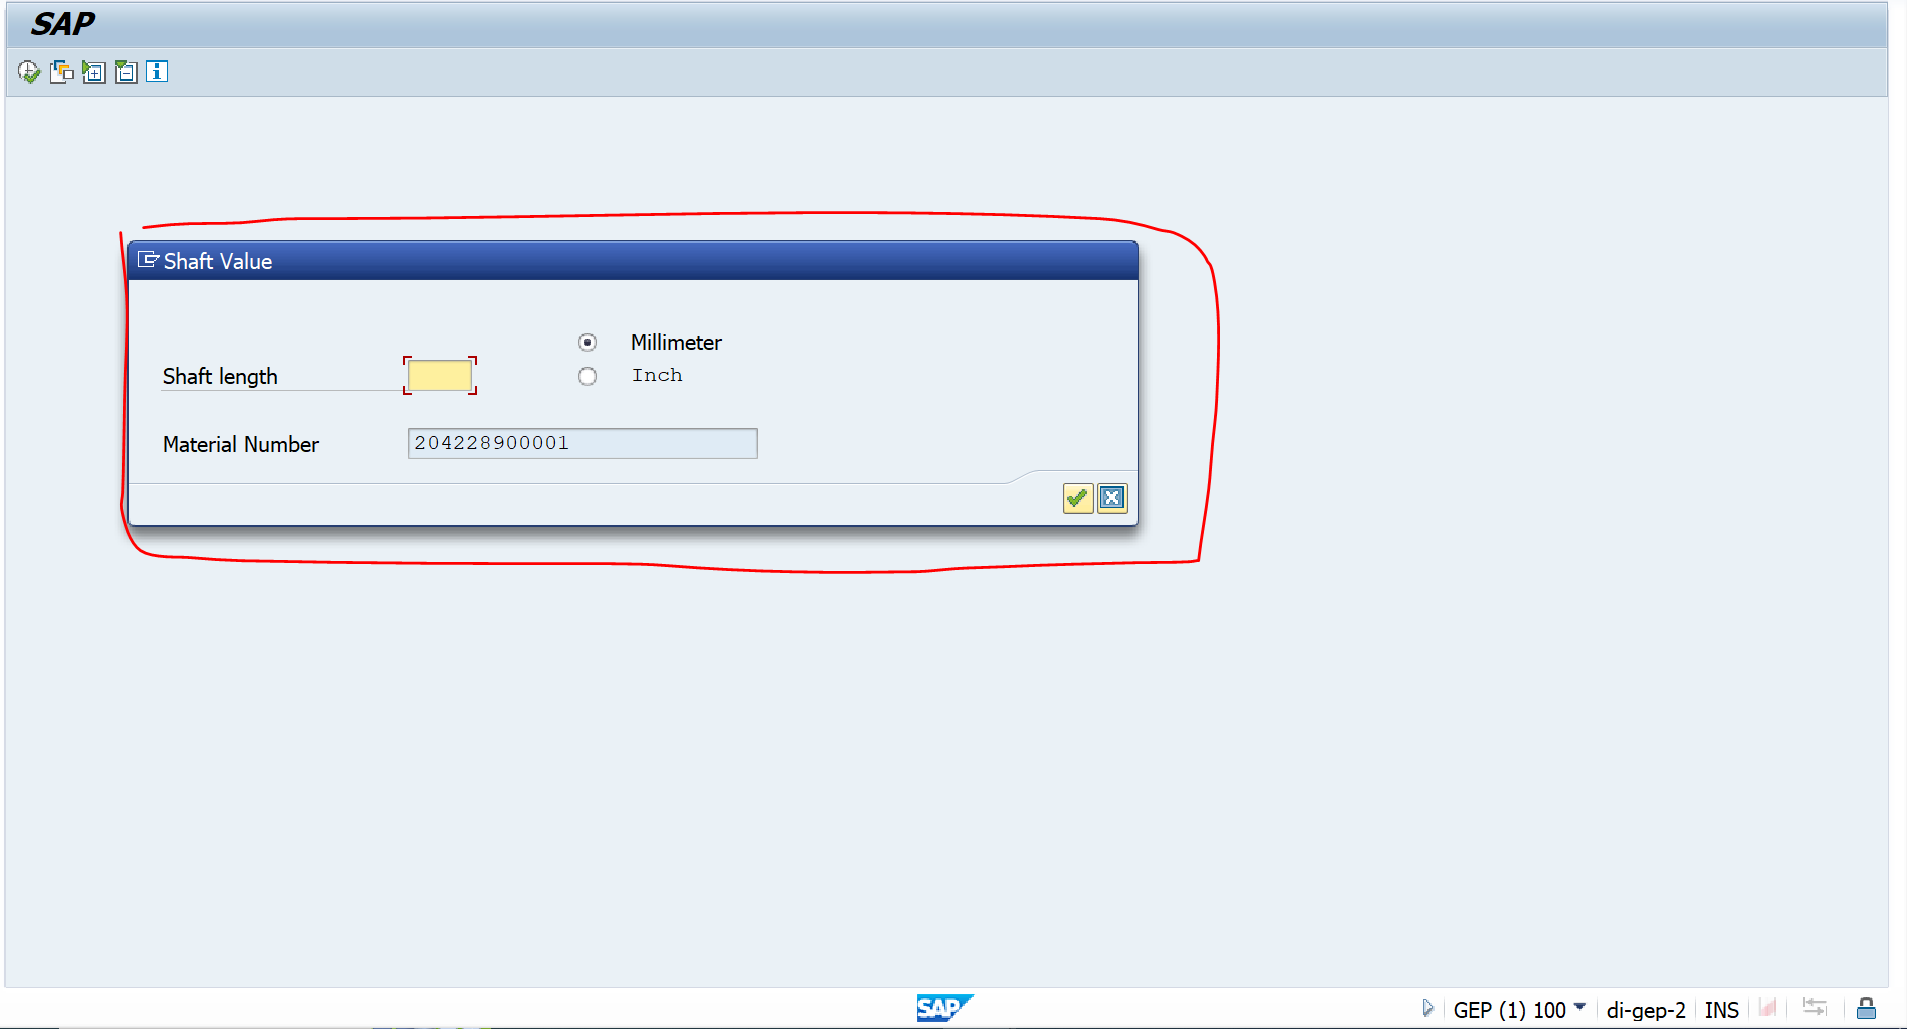 SAP
Shaft Value
Millimeter
Shaft length
Inch
Material Number 204228900001
SAP GEP (1) 100 di-gep-2 INS